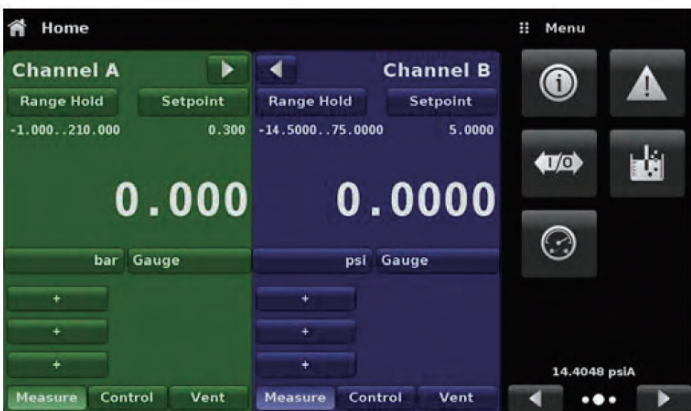 Home
Menu
Channel A
Range Hold
Setpoint
-1.000..210.000
0.300
0.000
bar
Gauge
+
+
+
Measure
Control
Vent
Channel B
Range Hold
Setpoint
-14.5000..75.0000
5.0000
0.0000
psi
Gauge
+
+
+
Measure
Control
Vent
I/O
14.4048 psiA